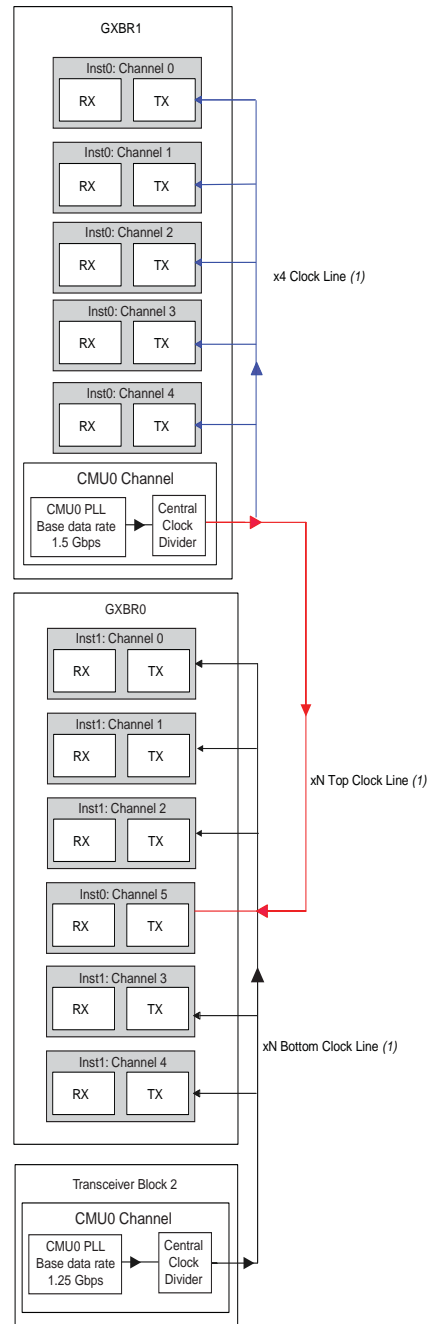 GXBR1
Inst0: Channel 0
RX TX
Inst0: Channel 1
RX TX
Inst0: Channel 2
RX TX
x4 Clock Line (1)
Inst0: Channel 3
RX TX
Inst0: Channel 4
RX TX
CMU0 Channel
CMU0 PLL
Base data rate
1.5 Gbps
Central
Clock
Divider
GXBR0
Inst1: Channel 0
RX TX
Inst1: Channel 1
RX TX
xN Top Clock Line (1)
Inst1: Channel 2
RX TX
Inst0: Channel 5
RX TX
Inst1: Channel 3
RX TX
xN Bottom Clock Line (1)
Inst1: Channel 4
RX TX
Transceiver Block 2
CMU0 Channel
CMU0 PLL
Base data rate
1.25 Gbps
Central
Clock
Divider